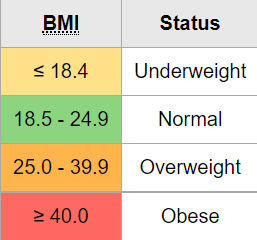 BMI Status
≤ 18.4 Underweight
18.5 - 24.9 Normal
25.0 - 39.9 Overweight
≥ 40.0 Obese